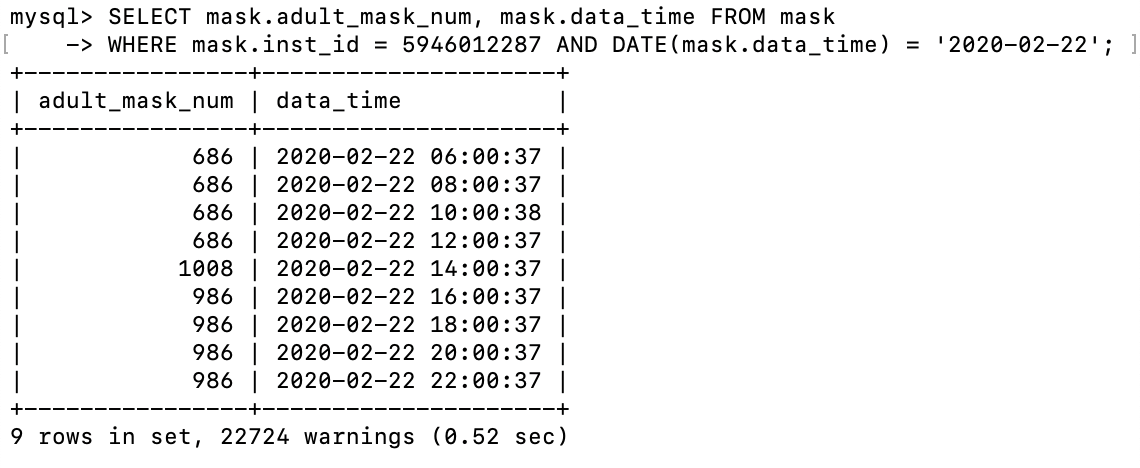 mysql> SELECT mask.adult_mask_num, mask.data_time FROM mask
[    -> WHERE mask.inst_id = 5946012287 AND DATE(mask.data_time) = '2020-02-22'; ]
+----------------+---------------------+
| adult_mask_num | data_time           |
+----------------+---------------------+
|            686 | 2020-02-22 06:00:37 |
|            686 | 2020-02-22 08:00:37 |
|            686 | 2020-02-22 10:00:38 |
|            686 | 2020-02-22 12:00:37 |
|           1008 | 2020-02-22 14:00:37 |
|            986 | 2020-02-22 16:00:37 |
|            986 | 2020-02-22 18:00:37 |
|            986 | 2020-02-22 20:00:37 |
|            986 | 2020-02-22 22:00:37 |
+----------------+---------------------+
9 rows in set, 22724 warnings (0.52 sec)